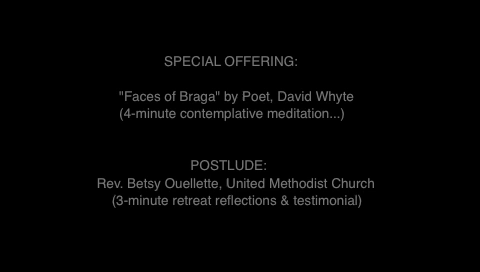 SPECIAL OFFERING:
"Faces of Braga" by Poet, David Whyte
(4-minute contemplative meditation...)
POSTLUDE:
Rev. Betsy Ouellette, United Methodist Church
(3-minute retreat reflections & testimonial)